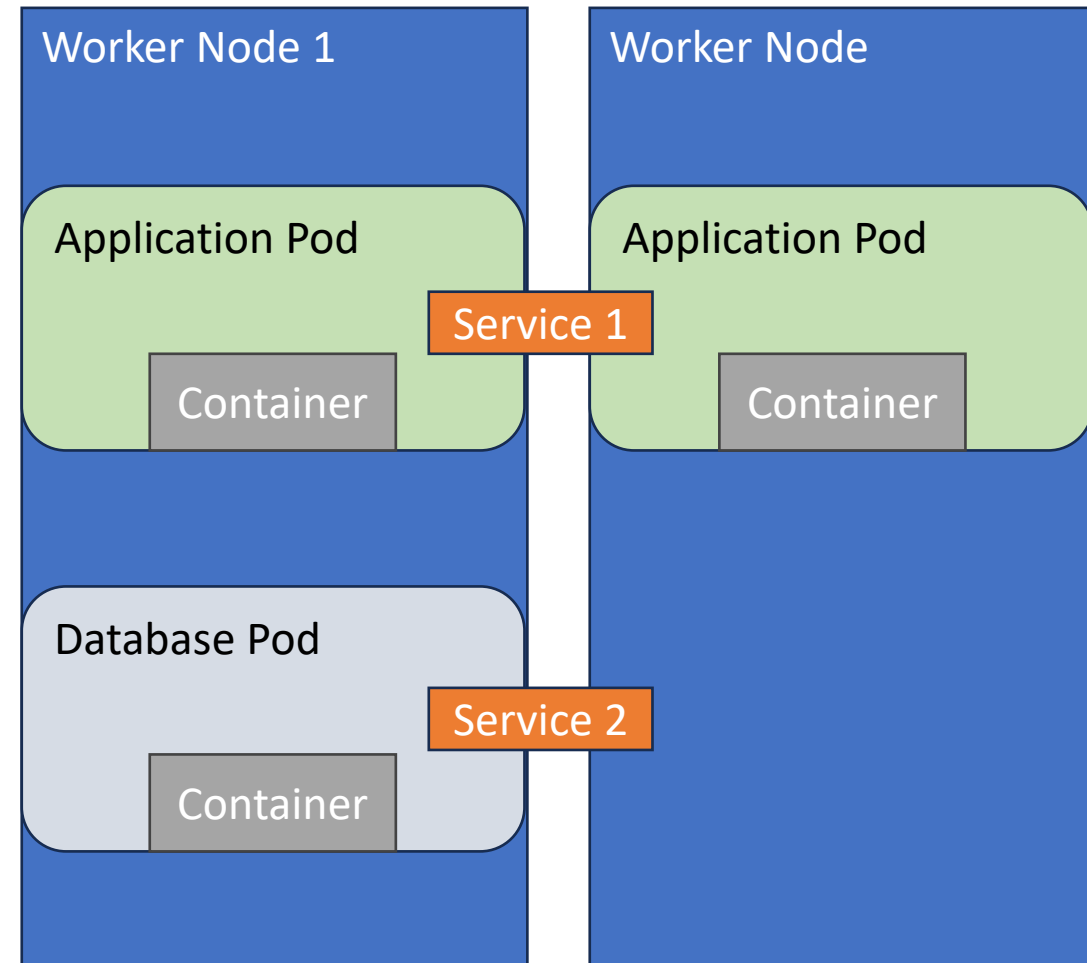 Worker Node 1
Worker Node
Application Pod
Application Pod
Service 1
Container
Container
Database Pod
Service 2
Container